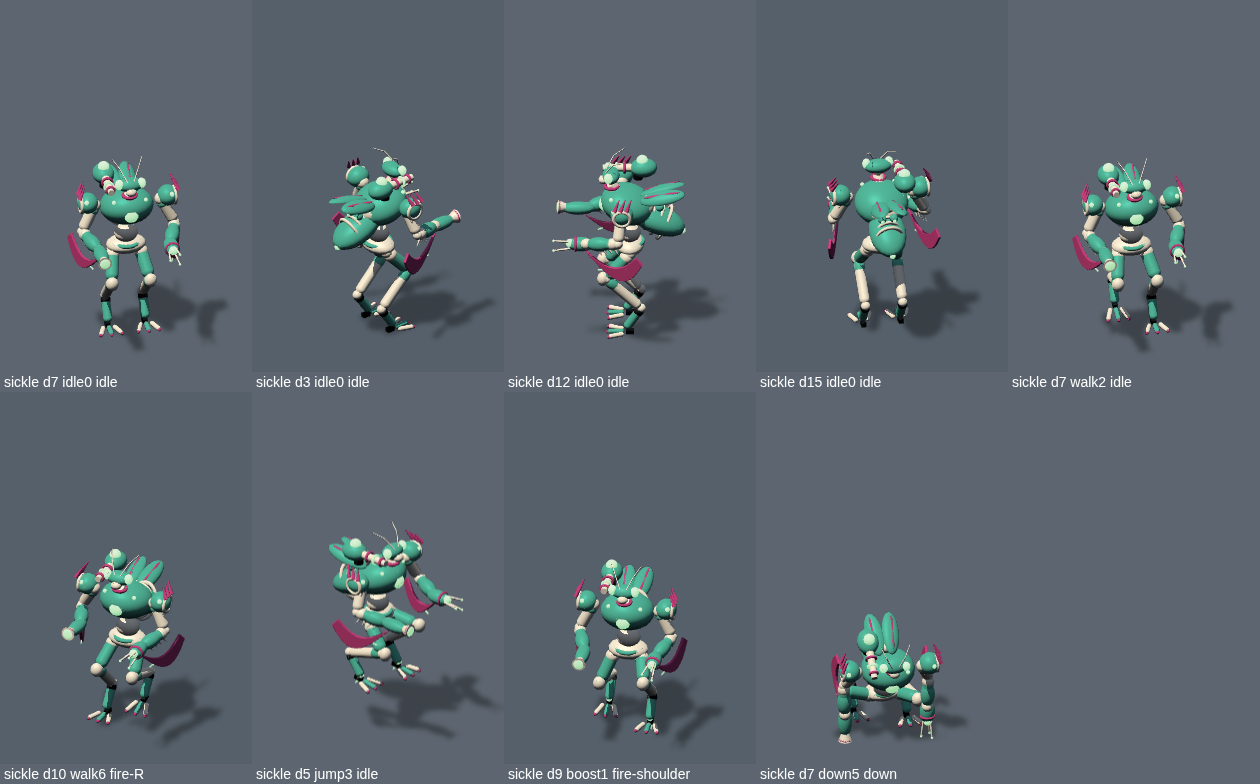 sickle d7 idle0 idle
sickle d3 idle0 idle
sickle d12 idle0 idle
sickle d15 idle0 idle
sickle d7 walk2 idle
sickle d10 walk6 fire-R
sickle d5 jump3 idle
sickle d9 boost1 fire-shoulder
sickle d7 down5 down